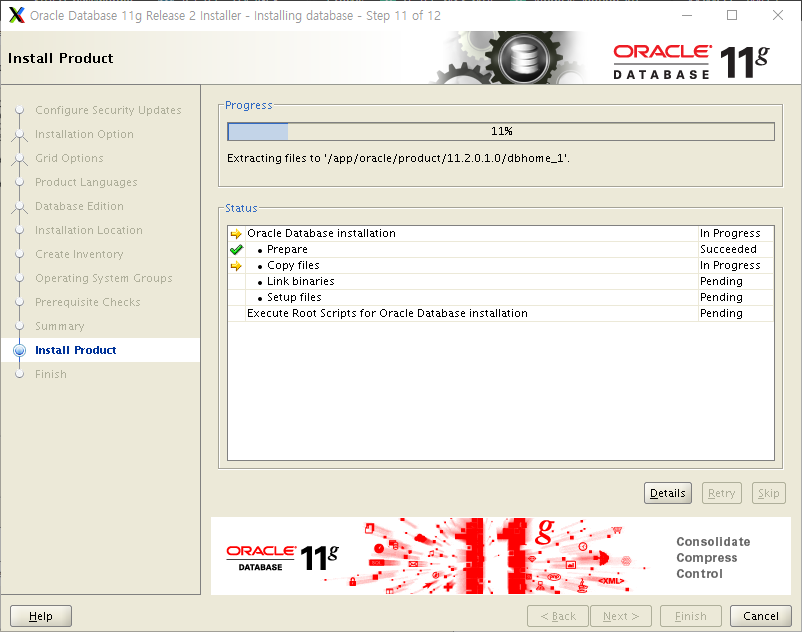 Oracle Database 11g Release 2 Installer - Installing database - Step 11 of 12
Install Product
ORACLE
DATABASE 11g
Configure Security Updates
Installation Option
Grid Options
Product Languages
Database Edition
Installation Location
Create Inventory
Operating System Groups
Prerequisite Checks
Summary
Install Product
Finish
Progress
11%
Extracting files to '/app/oracle/product/11.2.0.1.0/dbhome_1'.
Status
Oracle Database installation In Progress
• Prepare Succeeded
• Copy files In Progress
• Link binaries Pending
• Setup files Pending
Execute Root Scripts for Oracle Database installation Pending
Details Retry Skip
ORACLE
DATABASE 11g
11g
<XML>
Consolidate
Compress
Control
Help < Back Next > Finish Cancel